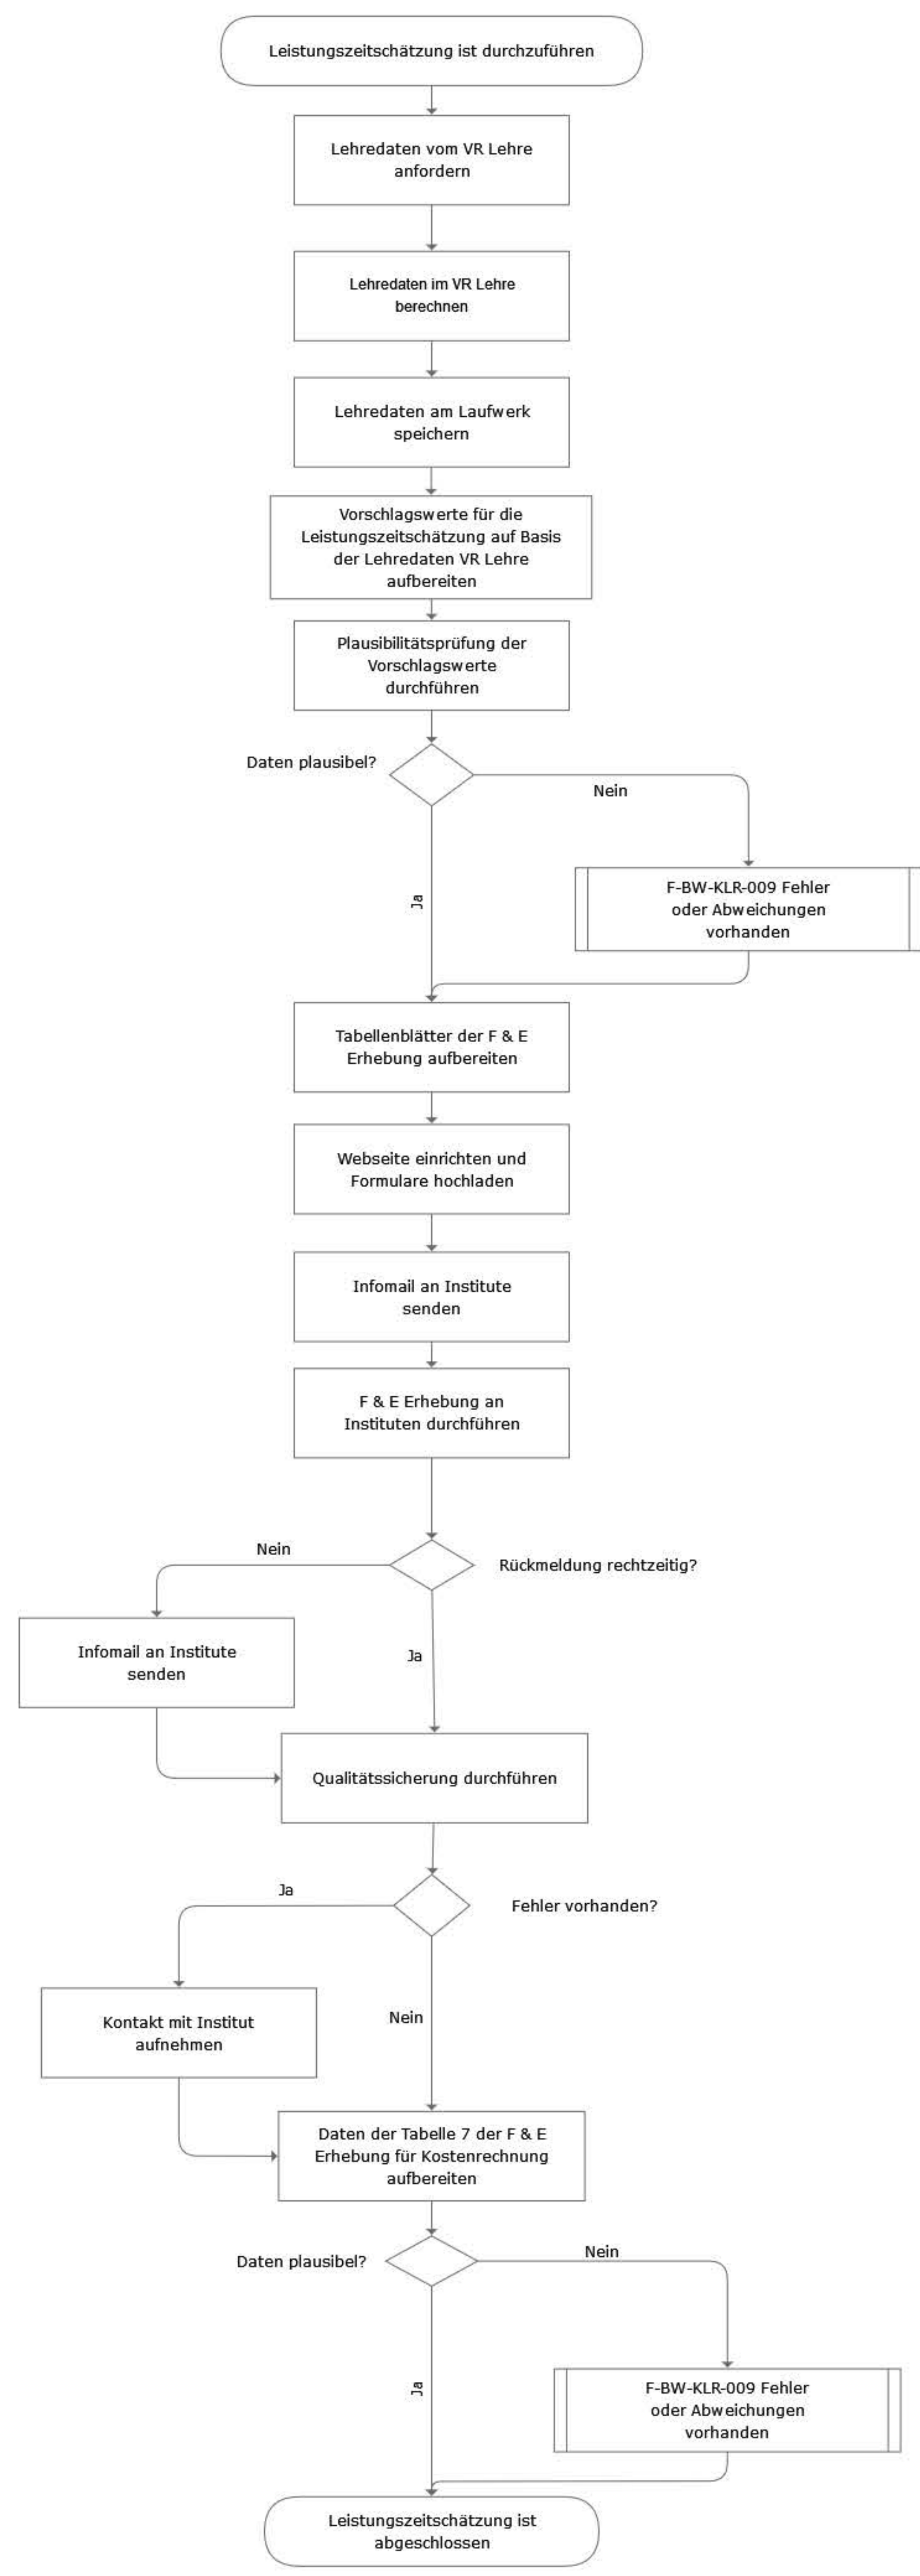 Leistungszeitschätzung ist durchzuführen
Lehredaten vom VR Lehre
anfordern
Lehredaten im VR Lehre
berechnen
Lehredaten am Laufwerk
speichern
Vorschlagswerte für die
Leistungszeitschätzung auf Basis
der Lehredaten VR Lehre
aufbereiten
Plausibilitätsprüfung der
Vorschlagswerte
durchführen
Daten plausibel?
Nein
F-BW-KLR-009 Fehler
oder Abweichungen
vorhanden
Ja
Tabellenblätter der F & E
Erhebung aufbereiten
Webseite einrichten und
Formulare hochladen
Infomail an Institute
senden
F & E Erhebung an
Instituten durchführen
Nein
Rückmeldung rechtzeitig?
Infomail an Institute
senden
Ja
Qualitätssicherung durchführen
Ja
Fehler vorhanden?
Nein
Kontakt mit Institut
aufnehmen
Daten der Tabelle 7 der F & E
Erhebung für Kostenrechnung
aufbereiten
Daten plausibel?
Nein
Ja
F-BW-KLR-009 Fehler
oder Abweichungen
vorhanden
Leistungszeitschätzung ist
abgeschlossen